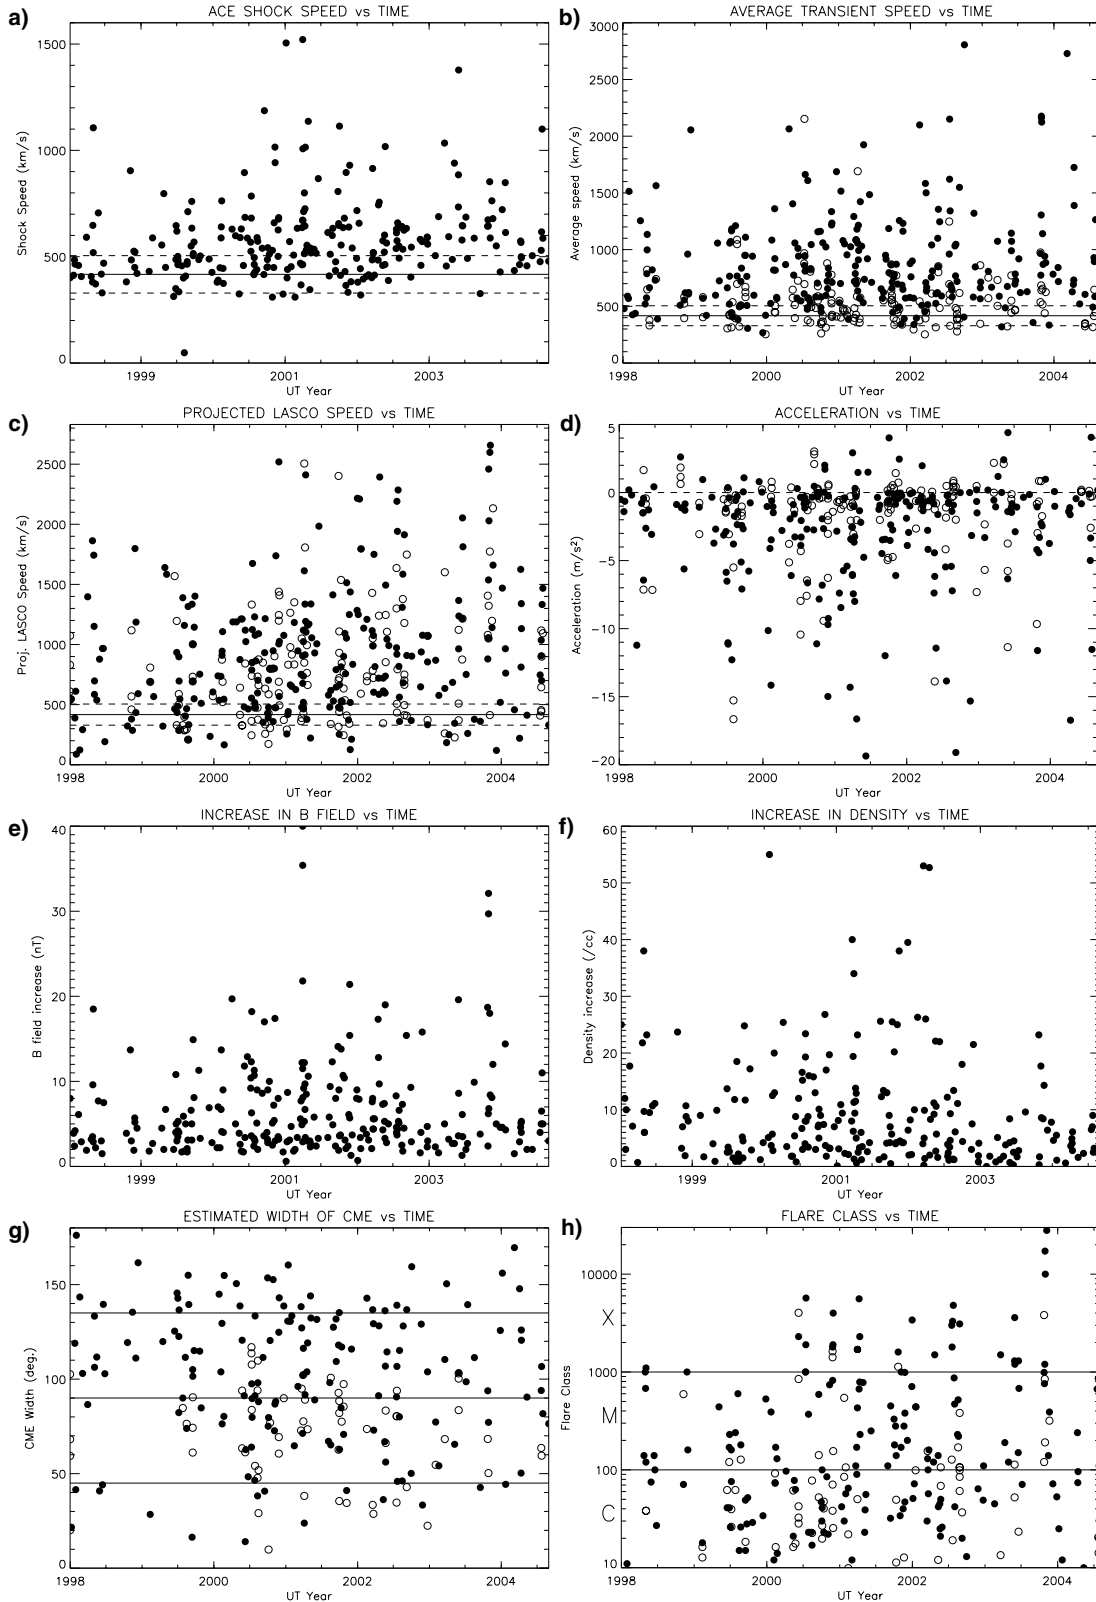 a) ACE SHOCK SPEED vs TIME
Shock Speed (km/s)
1500
1000
500
0
1999 2001 2003
UT Year
b) AVERAGE TRANSIENT SPEED vs TIME
Average speed (km/s)
3000
2500
2000
1500
1000
500
0
1998 2000 2002 2004
UT Year
c) PROJECTED LASCO SPEED vs TIME
Proj. LASCO Speed (km/s)
2500
2000
1500
1000
500
0
1998 2000 2002 2004
UT Year
d) ACCELERATION vs TIME
Acceleration (m/s²)
5
0
−5
−10
−15
−20
1998 2000 2002 2004
UT Year
e) INCREASE IN B FIELD vs TIME
B field increase (nT)
40
30
20
10
0
1999 2001 2003
UT Year
f) INCREASE IN DENSITY vs TIME
Density increase (/cc)
60
50
40
30
20
10
0
1999 2001 2003
UT Year
g) ESTIMATED WIDTH OF CME vs TIME
CME Width (deg.)
150
100
50
0
1998 2000 2002 2004
UT Year
h) FLARE CLASS vs TIME
Flare Class
10000
X
1000
M
100
C
10
1998 2000 2002 2004
UT Year